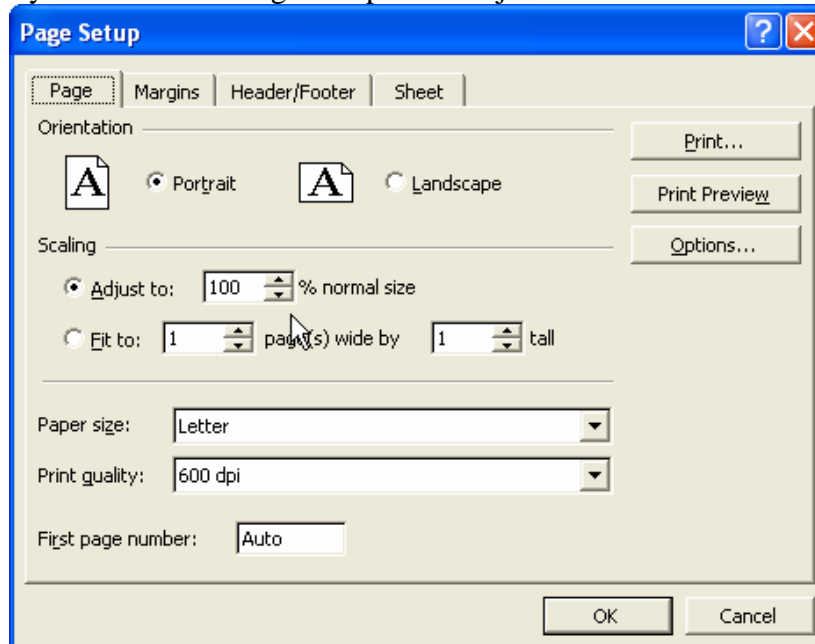 Page Setup
Page Margins Header/Footer Sheet
Orientation
Print...
A Portrait A Landscape
Print Preview
Scaling
Options...
Adjust to: 100 % normal size
Fit to: 1 page(s) wide by 1 tall
Paper size: Letter
Print quality: 600 dpi
First page number: Auto
OK Cancel